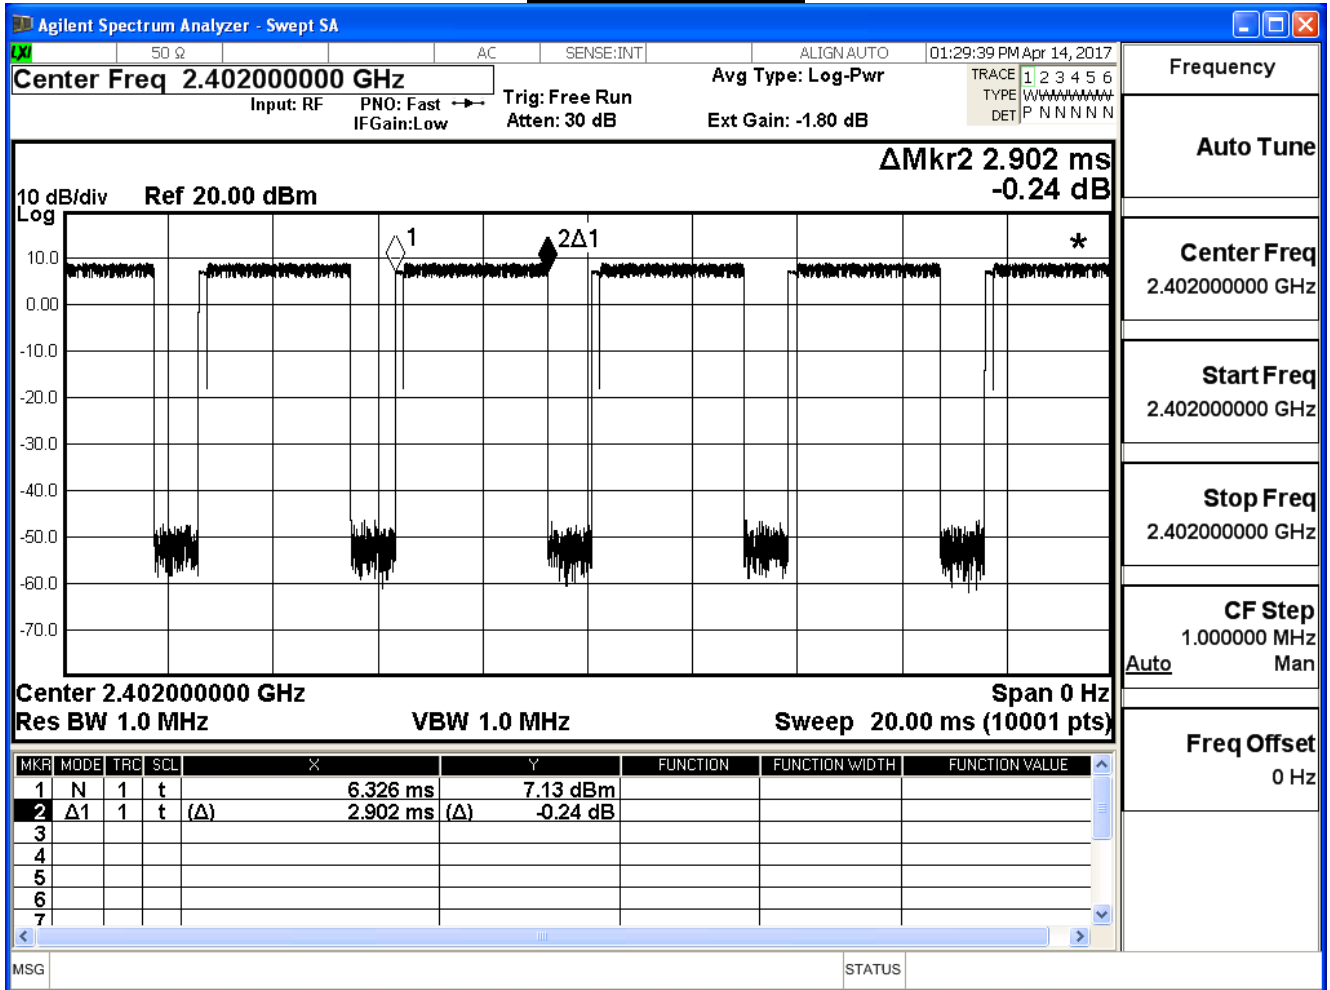 Agilent Spectrum Analyzer - Swept SA
LXI 50 Ω AC SENSE:INT ALIGN AUTO 01:29:39 PM Apr 14, 2017
Center Freq 2.402000000 GHz
Input: RF PNO: Fast Trig: Free Run
IFGain:Low Atten: 30 dB
Avg Type: Log-Pwr
Ext Gain: -1.80 dB
TRACE 1 2 3 4 5 6
TYPE WWWWWW
DET P N N N N N
ΔMkr2 2.902 ms
-0.24 dB
10 dB/div Ref 20.00 dBm
Log
1
2Δ1
*
10.0
0.00
-10.0
-20.0
-30.0
-40.0
-50.0
-60.0
-70.0
Center 2.402000000 GHz Span 0 Hz
Res BW 1.0 MHz VBW 1.0 MHz Sweep 20.00 ms (10001 pts)
MKR MODE TRC SCL X Y FUNCTION FUNCTION WIDTH FUNCTION VALUE
1 N 1 t 6.326 ms 7.13 dBm
2 Δ1 1 t (Δ) 2.902 ms (Δ) -0.24 dB
3
4
5
6
7
MSG STATUS
Frequency
Auto Tune
Center Freq
2.402000000 GHz
Start Freq
2.402000000 GHz
Stop Freq
2.402000000 GHz
CF Step
1.000000 MHz
Auto Man
Freq Offset
0 Hz